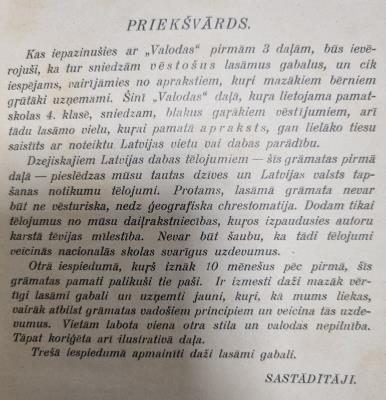 PRIEKŠVĀRDS.
Kas iepazinušies ar „Valodas“ pirmām 3 daļām, būs ievē-
rojuši, ka tur sniedzām vēstošus lasāmus gabalus, un cik
iespējams, vairījāmies no aprakstiem, kuŗi mazākiem bērniem
grūtāki uzņemami. Šinī „Valodas“ daļā, kuŗa lietojama pamat-
skolas 4. klasē, sniedzam, blakus gaŗākiem vēstījumiem, arī
tādu lasāmo vielu, kuŗai pamatā apraksts, gan lielāko tiesu
saistīts ar noteiktu Latvijas vietu vai dabas parādību.
Dzejiskajiem Latvijas dabas tēlojumiem — šīs grāmatas pirmā
daļa — pieslēdzas mūsu tautas dzīves un Latvijas valsts tap-
šanas notikumu tēlojumi. Protams, lasāmā grāmata nevar
būt ne vēsturiska, nedz ģeografiska chrestomatija. Dodam tikai
tēlojumus no mūsu daiļrakstniecības, kuŗos izpaudusies autoru
karstā tēvijas mīlestība. Nevar būt šaubu, ka tādi tēlojumi
veicinās nacionalās skolas svarīgus uzdevumus.
Otrā iespiedumā, kuŗš iznāk 10 mēnešus pēc pirmā, šīs
grāmatas pamati palikuši tie paši. Ir izmesti daži mazāk vēr-
tīgi lasāmi gabali un uzņemti jauni, kuŗi, kā mums liekas,
vairāk atbilst grāmatas vadošiem principiem un veicina tās uzde-
vumus. Vietām labota viena otra stila un valodas nepilnība.
Tāpat koriģēta arī ilustratīvā daļa.
Trešā iespiedumā apmainīti daži lasāmi gabali.
SASTĀDĪTĀJI.